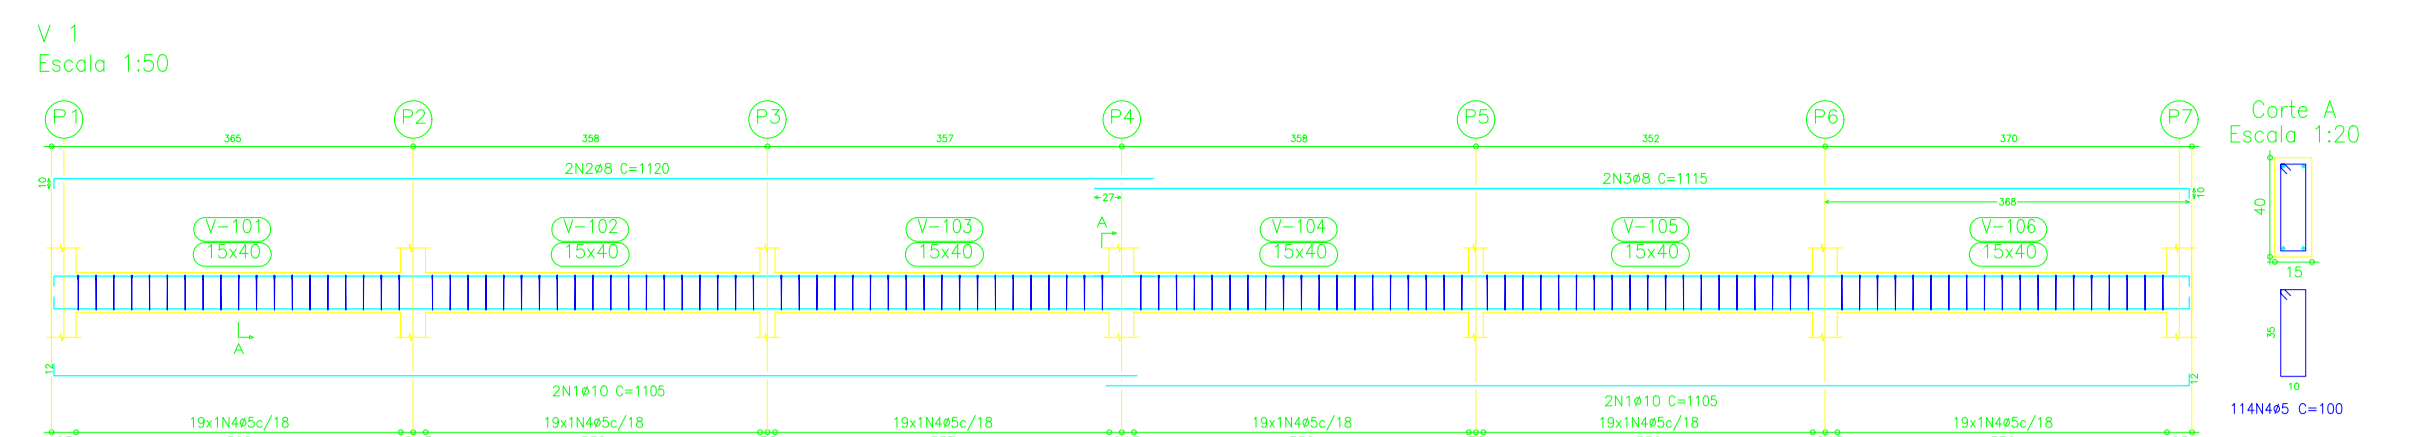 V 1
Escala 1:50
P1 P2 P3 P4 P5 P6 P7
Corte A
Escala 1:20
365 358 357 358 352 370
10 2N2ø8 C=1120
2N3ø8 C=1115 10
27
368
V-101 V-102 V-103 A V-104 V-105 V-106
15x40 15x40 15x40 15x40 15x40 15x40
40
15
A
35
12 2N1ø10 C=1105
2N1ø10 C=1105 12
10
114N4ø5 C=100
19x1N4ø5c/18 19x1N4ø5c/18 19x1N4ø5c/18 19x1N4ø5c/18 19x1N4ø5c/18 19x1N4ø5c/18